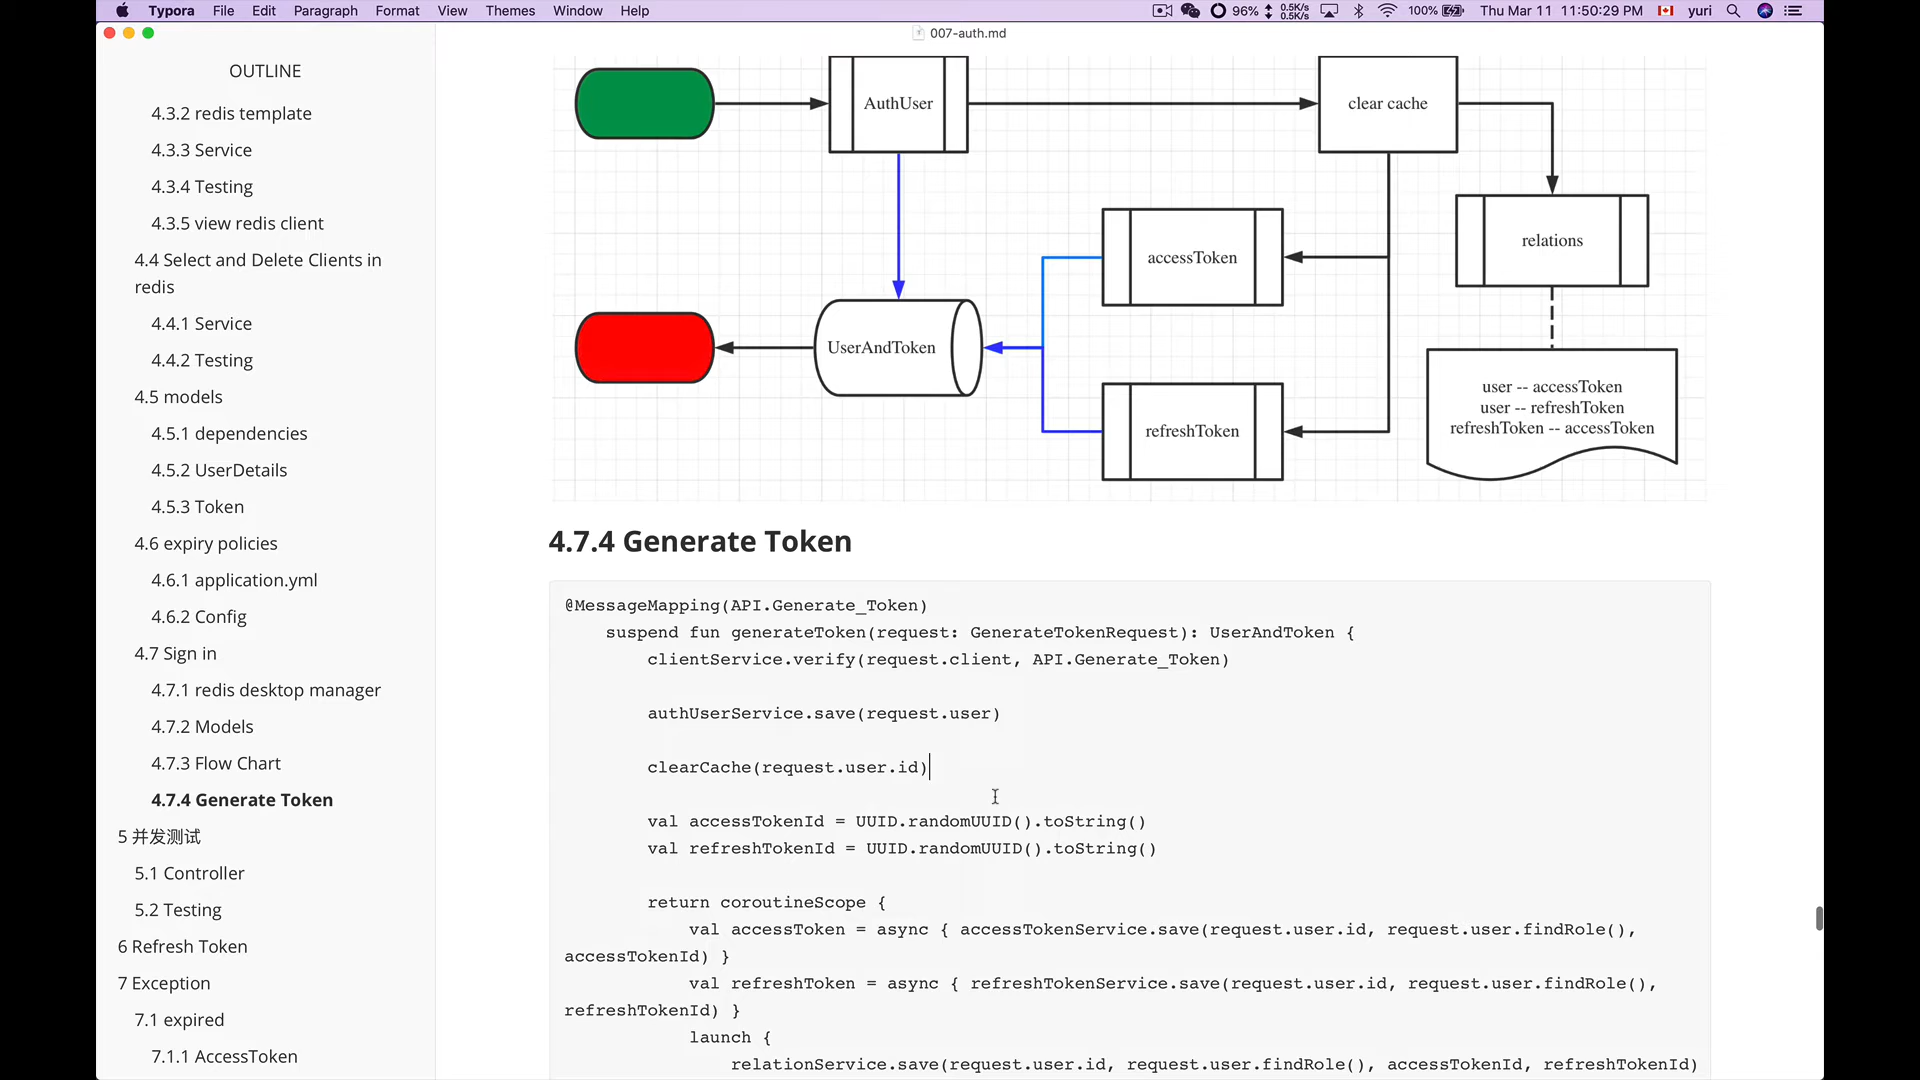 Typora File Edit Paragraph Format View Themes Window Help
96% 0.5K/s 0.5K/s 100% Thu Mar 11 11:50:29 PM yuri
007-auth.md
OUTLINE
4.3.2 redis template
4.3.3 Service
4.3.4 Testing
4.3.5 view redis client
4.4 Select and Delete Clients in
redis
4.4.1 Service
4.4.2 Testing
4.5 models
4.5.1 dependencies
4.5.2 UserDetails
4.5.3 Token
4.6 expiry policies
4.6.1 application.yml
4.6.2 Config
4.7 Sign in
4.7.1 redis desktop manager
4.7.2 Models
4.7.3 Flow Chart
4.7.4 Generate Token
5 并发测试
5.1 Controller
5.2 Testing
6 Refresh Token
7 Exception
7.1 expired
7.1.1 AccessToken
AuthUser
clear cache
accessToken
relations
UserAndToken
refreshToken
user -- accessToken
user -- refreshToken
refreshToken -- accessToken
4.7.4 Generate Token
@MessageMapping(API.Generate_Token)
suspend fun generateToken(request: GenerateTokenRequest): UserAndToken {
clientService.verify(request.client, API.Generate_Token)
authUserService.save(request.user)
clearCache(request.user.id)
val accessTokenId = UUID.randomUUID().toString()
val refreshTokenId = UUID.randomUUID().toString()
return coroutineScope {
val accessToken = async { accessTokenService.save(request.user.id, request.user.findRole(),
accessTokenId) }
val refreshToken = async { refreshTokenService.save(request.user.id, request.user.findRole(),
refreshTokenId) }
launch {
relationService.save(request.user.id, request.user.findRole(), accessTokenId, refreshTokenId)